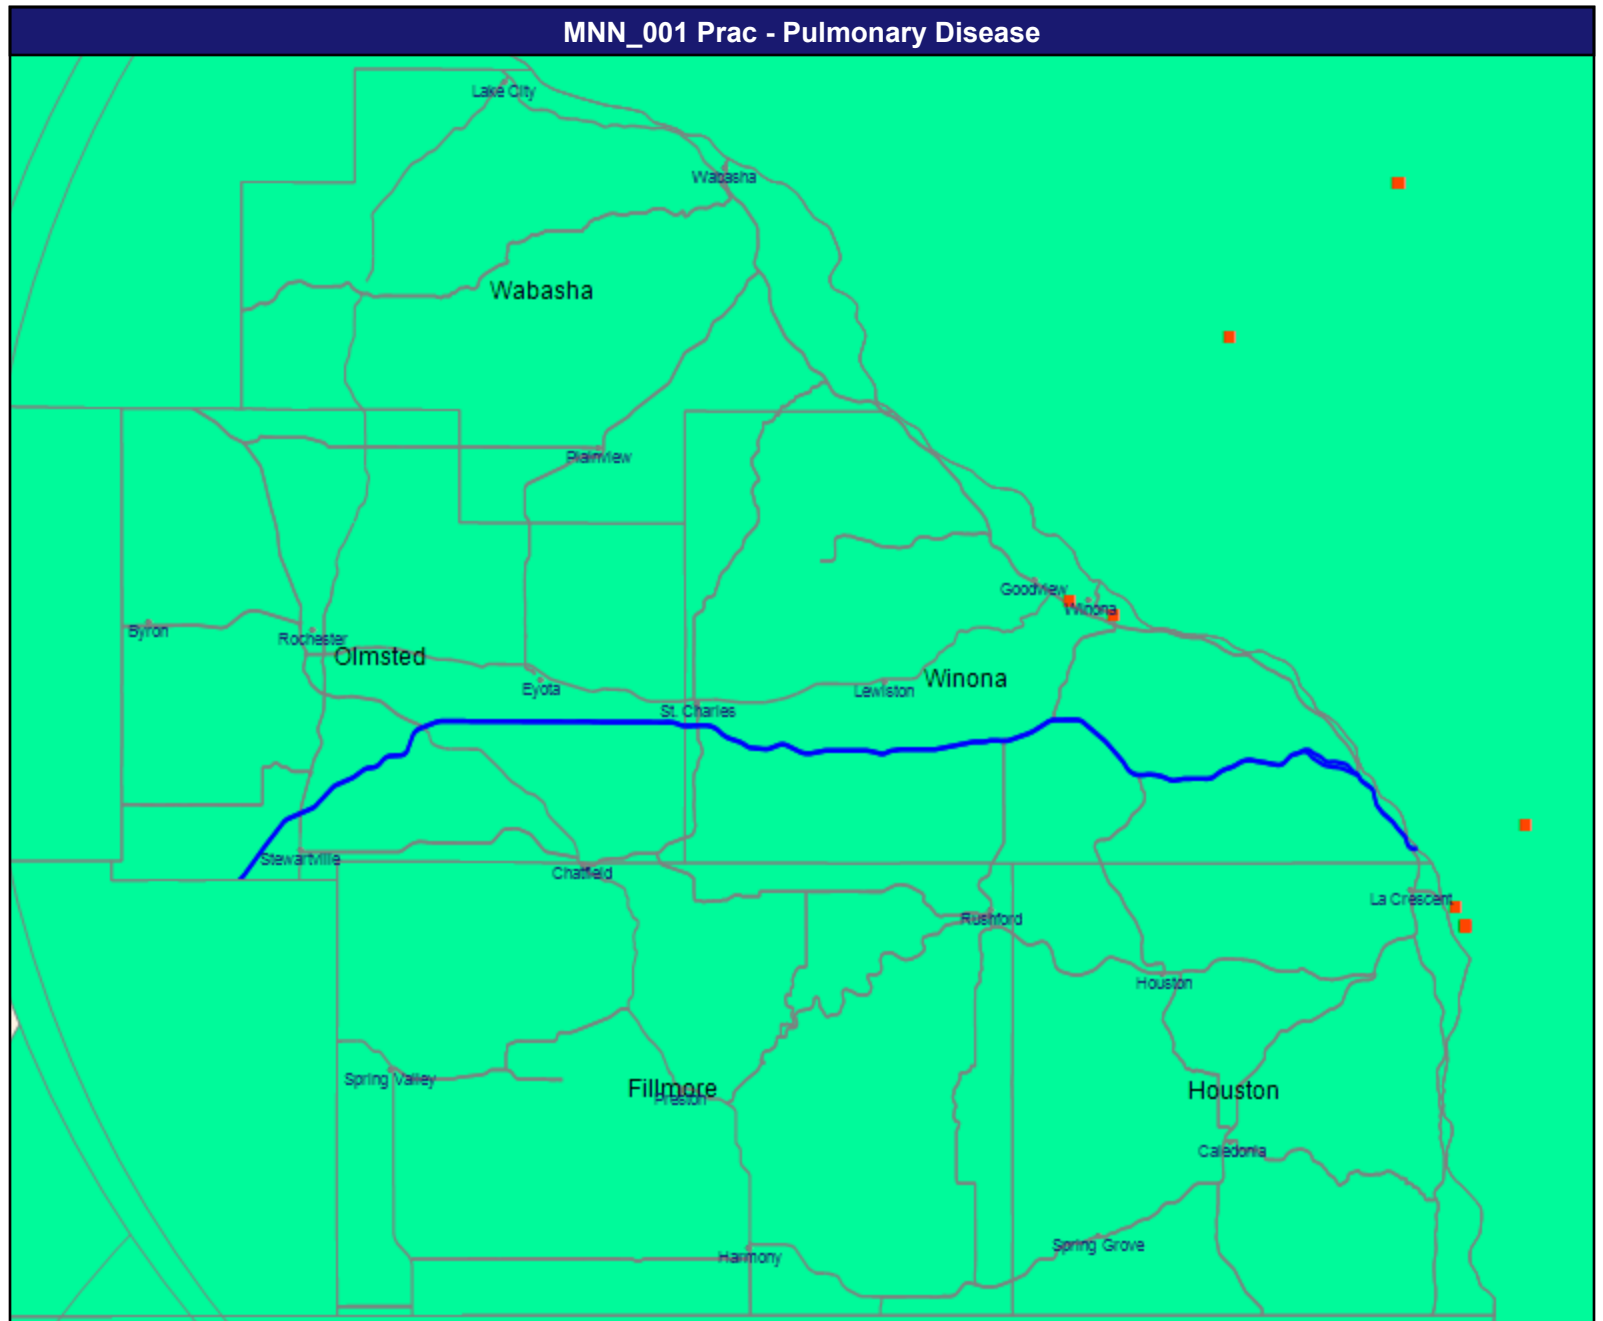 MNN_001 Prac - Pulmonary Disease
Lake City
Wabasha
Wabasha
Plainview
Goodview
Winona
Byron
Rochester
Olmsted
Eyota
Lewiston
Winona
St. Charles
Stewartville
Chatfield
La Crescent
Rushford
Houston
Spring Valley
Fillmore
Preston
Houston
Caledonia
Spring Grove
Harmony